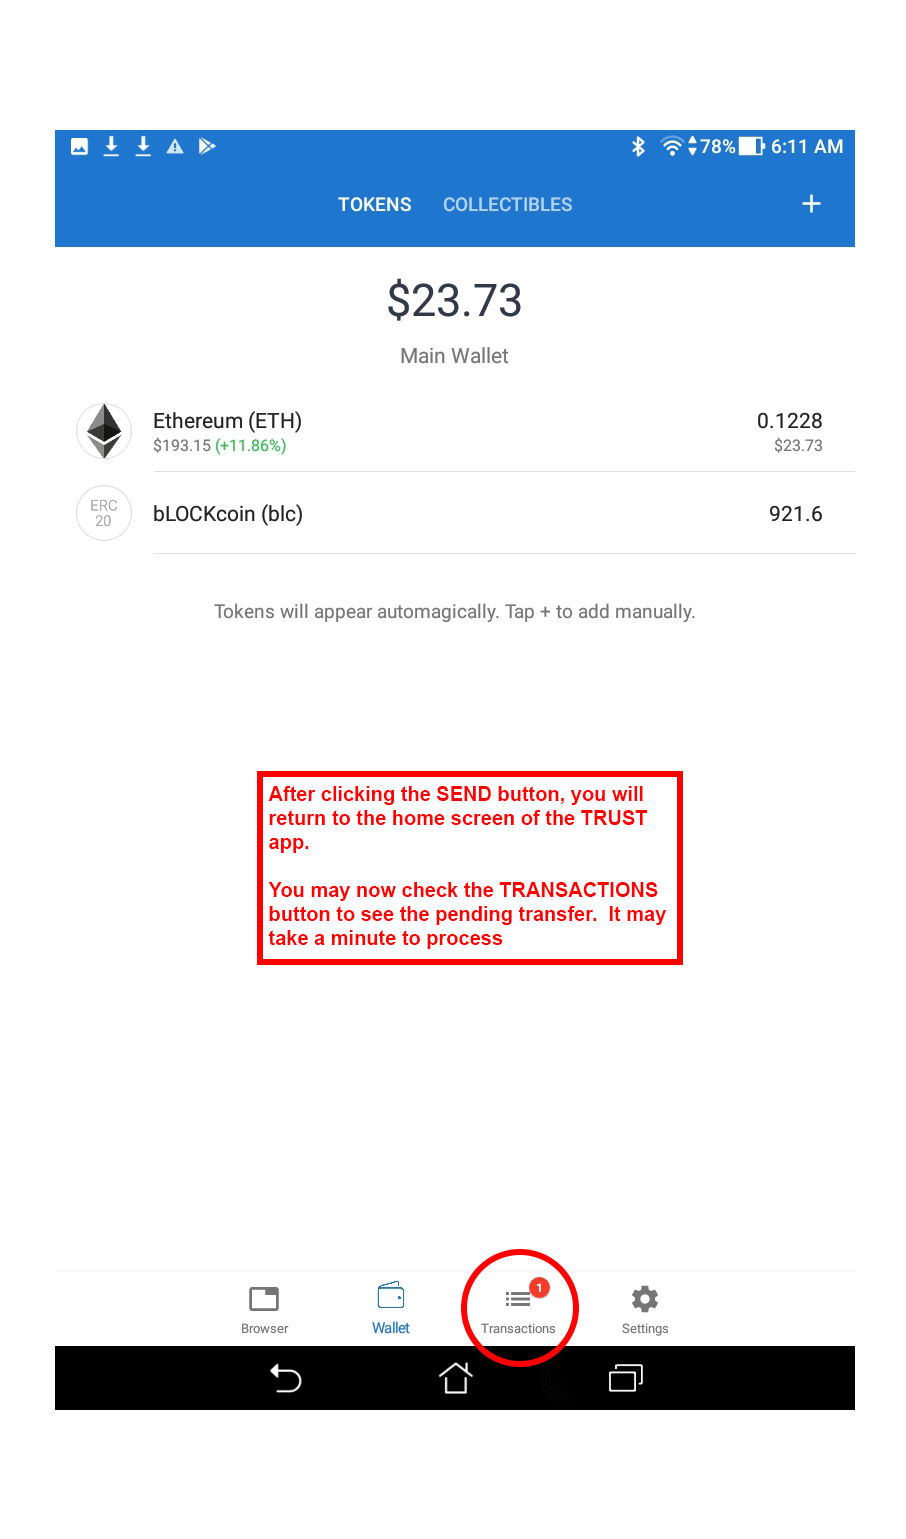 78% 6:11 AM
TOKENS COLLECTIBLES +
$23.73
Main Wallet
Ethereum (ETH) 0.1228
$193.15 (+11.86%) $23.73
ERC
20
bLOCKcoin (blc) 921.6
Tokens will appear automagically. Tap + to add manually.
After clicking the SEND button, you will
return to the home screen of the TRUST
app.
You may now check the TRANSACTIONS
button to see the pending transfer.  It may
take a minute to process
1
Browser Wallet Transactions Settings